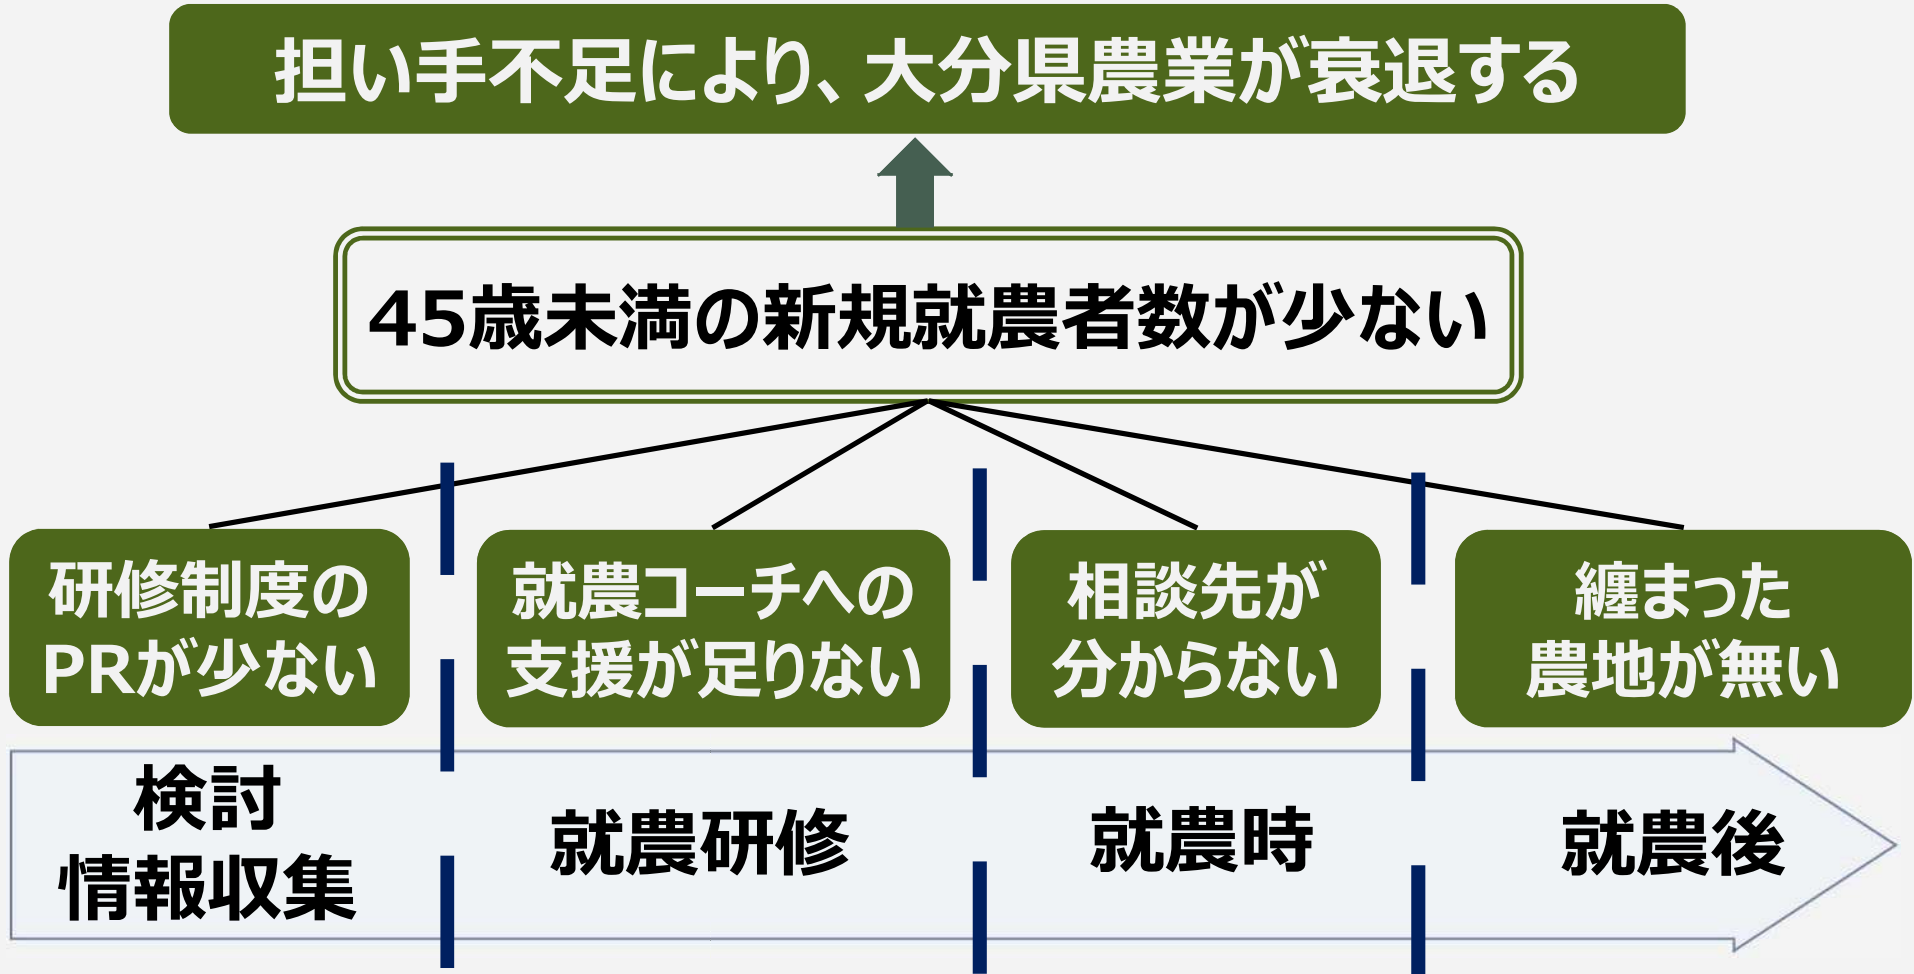 担い手不足により、大分県農業が衰退する
45歳未満の新規就農者数が少ない
研修制度の
PRが少ない
就農コーチへの
支援が足りない
相談先が
分からない
纏まった
農地が無い
検討
情報収集
就農研修
就農時
就農後